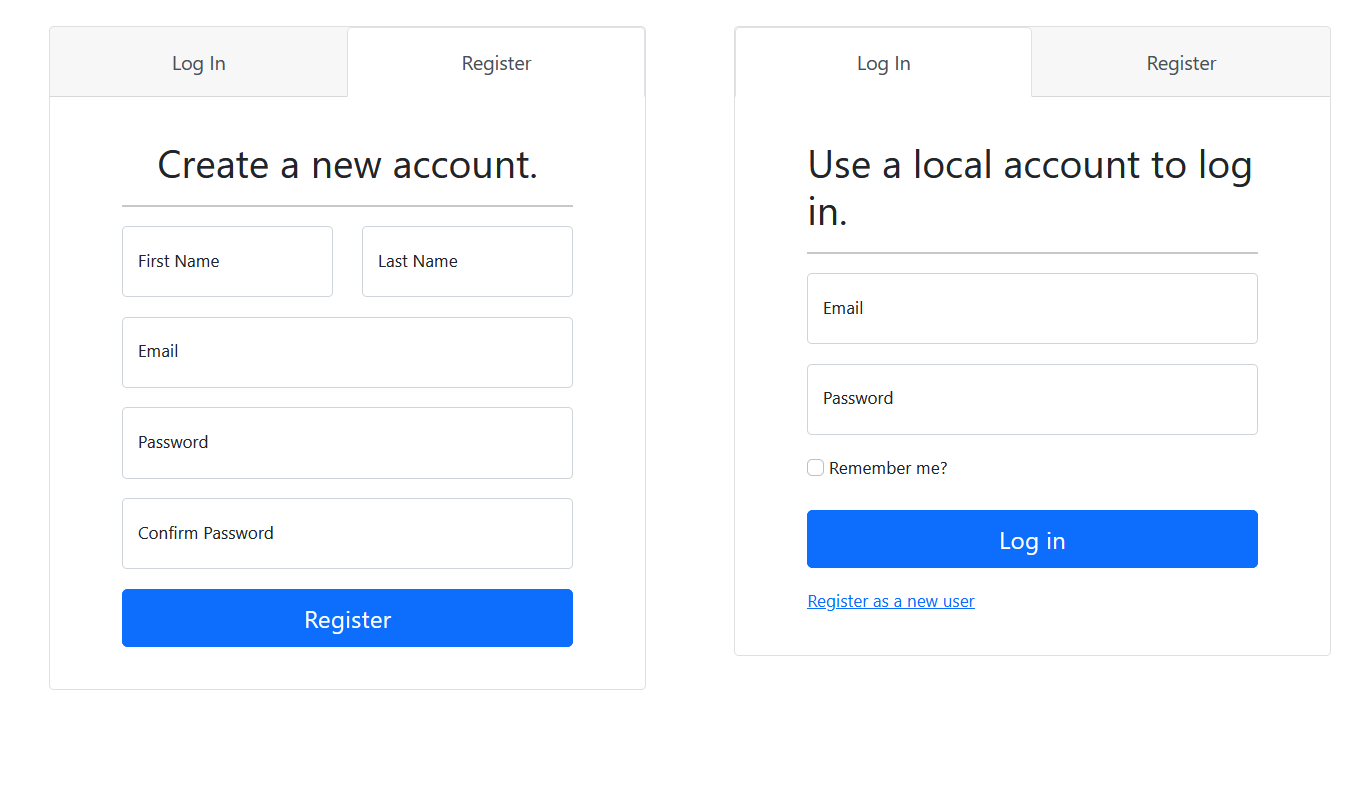 Log In
Register
Create a new account.
First Name
Last Name
Email
Password
Confirm Password
Register
Log In
Register
Use a local account to log
in.
Email
Password
Remember me?
Log in
Register as a new user